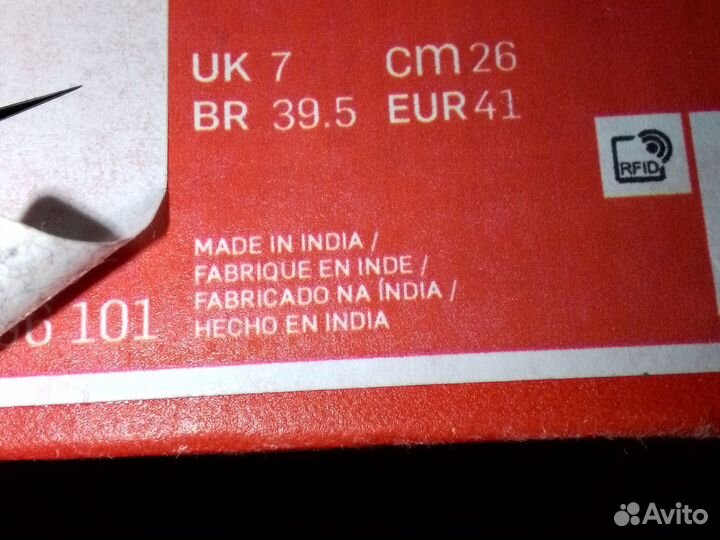 UK 7 cm 26
BR 39.5 EUR 41
RFID
MADE IN INDIA /
FABRIQUE EN INDE /
FABRICADO NA ÍNDIA /
HECHO EN INDIA
101
Avito